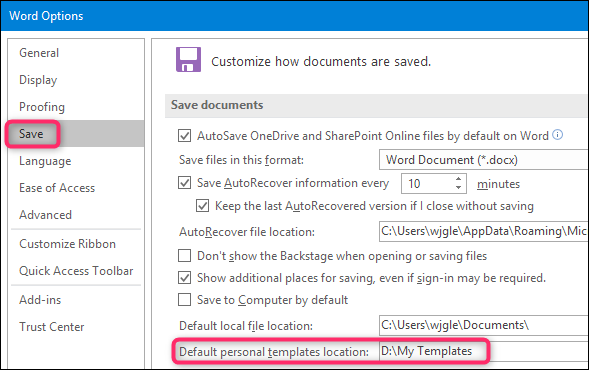 Word Options
General
Display
Proofing
Save
Language
Ease of Access
Advanced
Customize Ribbon
Quick Access Toolbar
Add-ins
Trust Center
Customize how documents are saved.
Save documents
AutoSave OneDrive and SharePoint Online files by default on Word
Save files in this format: Word Document (*.docx)
Save AutoRecover information every 10 minutes
Keep the last AutoRecovered version if I close without saving
AutoRecover file location: C:\Users\wjgle\AppData\Roaming\Mic
Don't show the Backstage when opening or saving files
Show additional places for saving, even if sign-in may be required.
Save to Computer by default
Default local file location: C:\Users\wjgle\Documents\
Default personal templates location: D:\My Templates